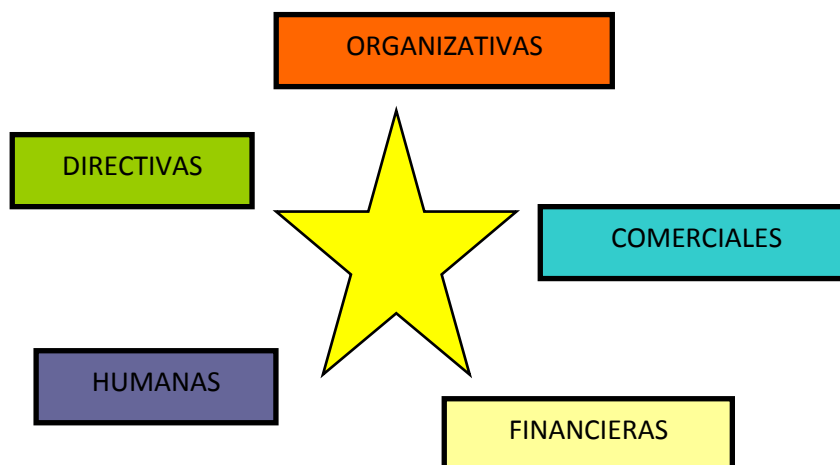 ORGANIZATIVAS
DIRECTIVAS
COMERCIALES
HUMANAS
FINANCIERAS